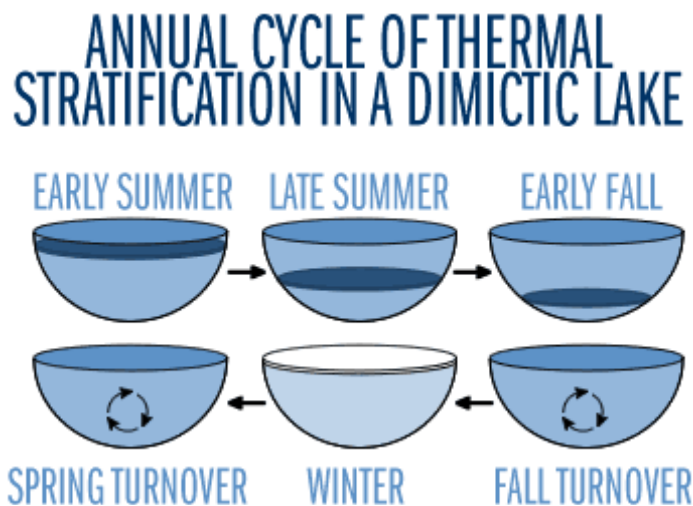 ANNUAL CYCLE OF THERMAL
STRATIFICATION IN A DIMICTIC LAKE
EARLY SUMMER
LATE SUMMER
EARLY FALL
SPRING TURNOVER
WINTER
FALL TURNOVER